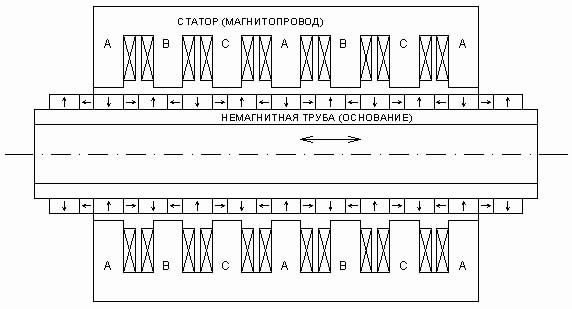 СТАТОР (МАГНИТОПРОВОД)
A B C A B C A
НЕМАГНИТНАЯ ТРУБА (ОСНОВАНИЕ)
A B C A B C A